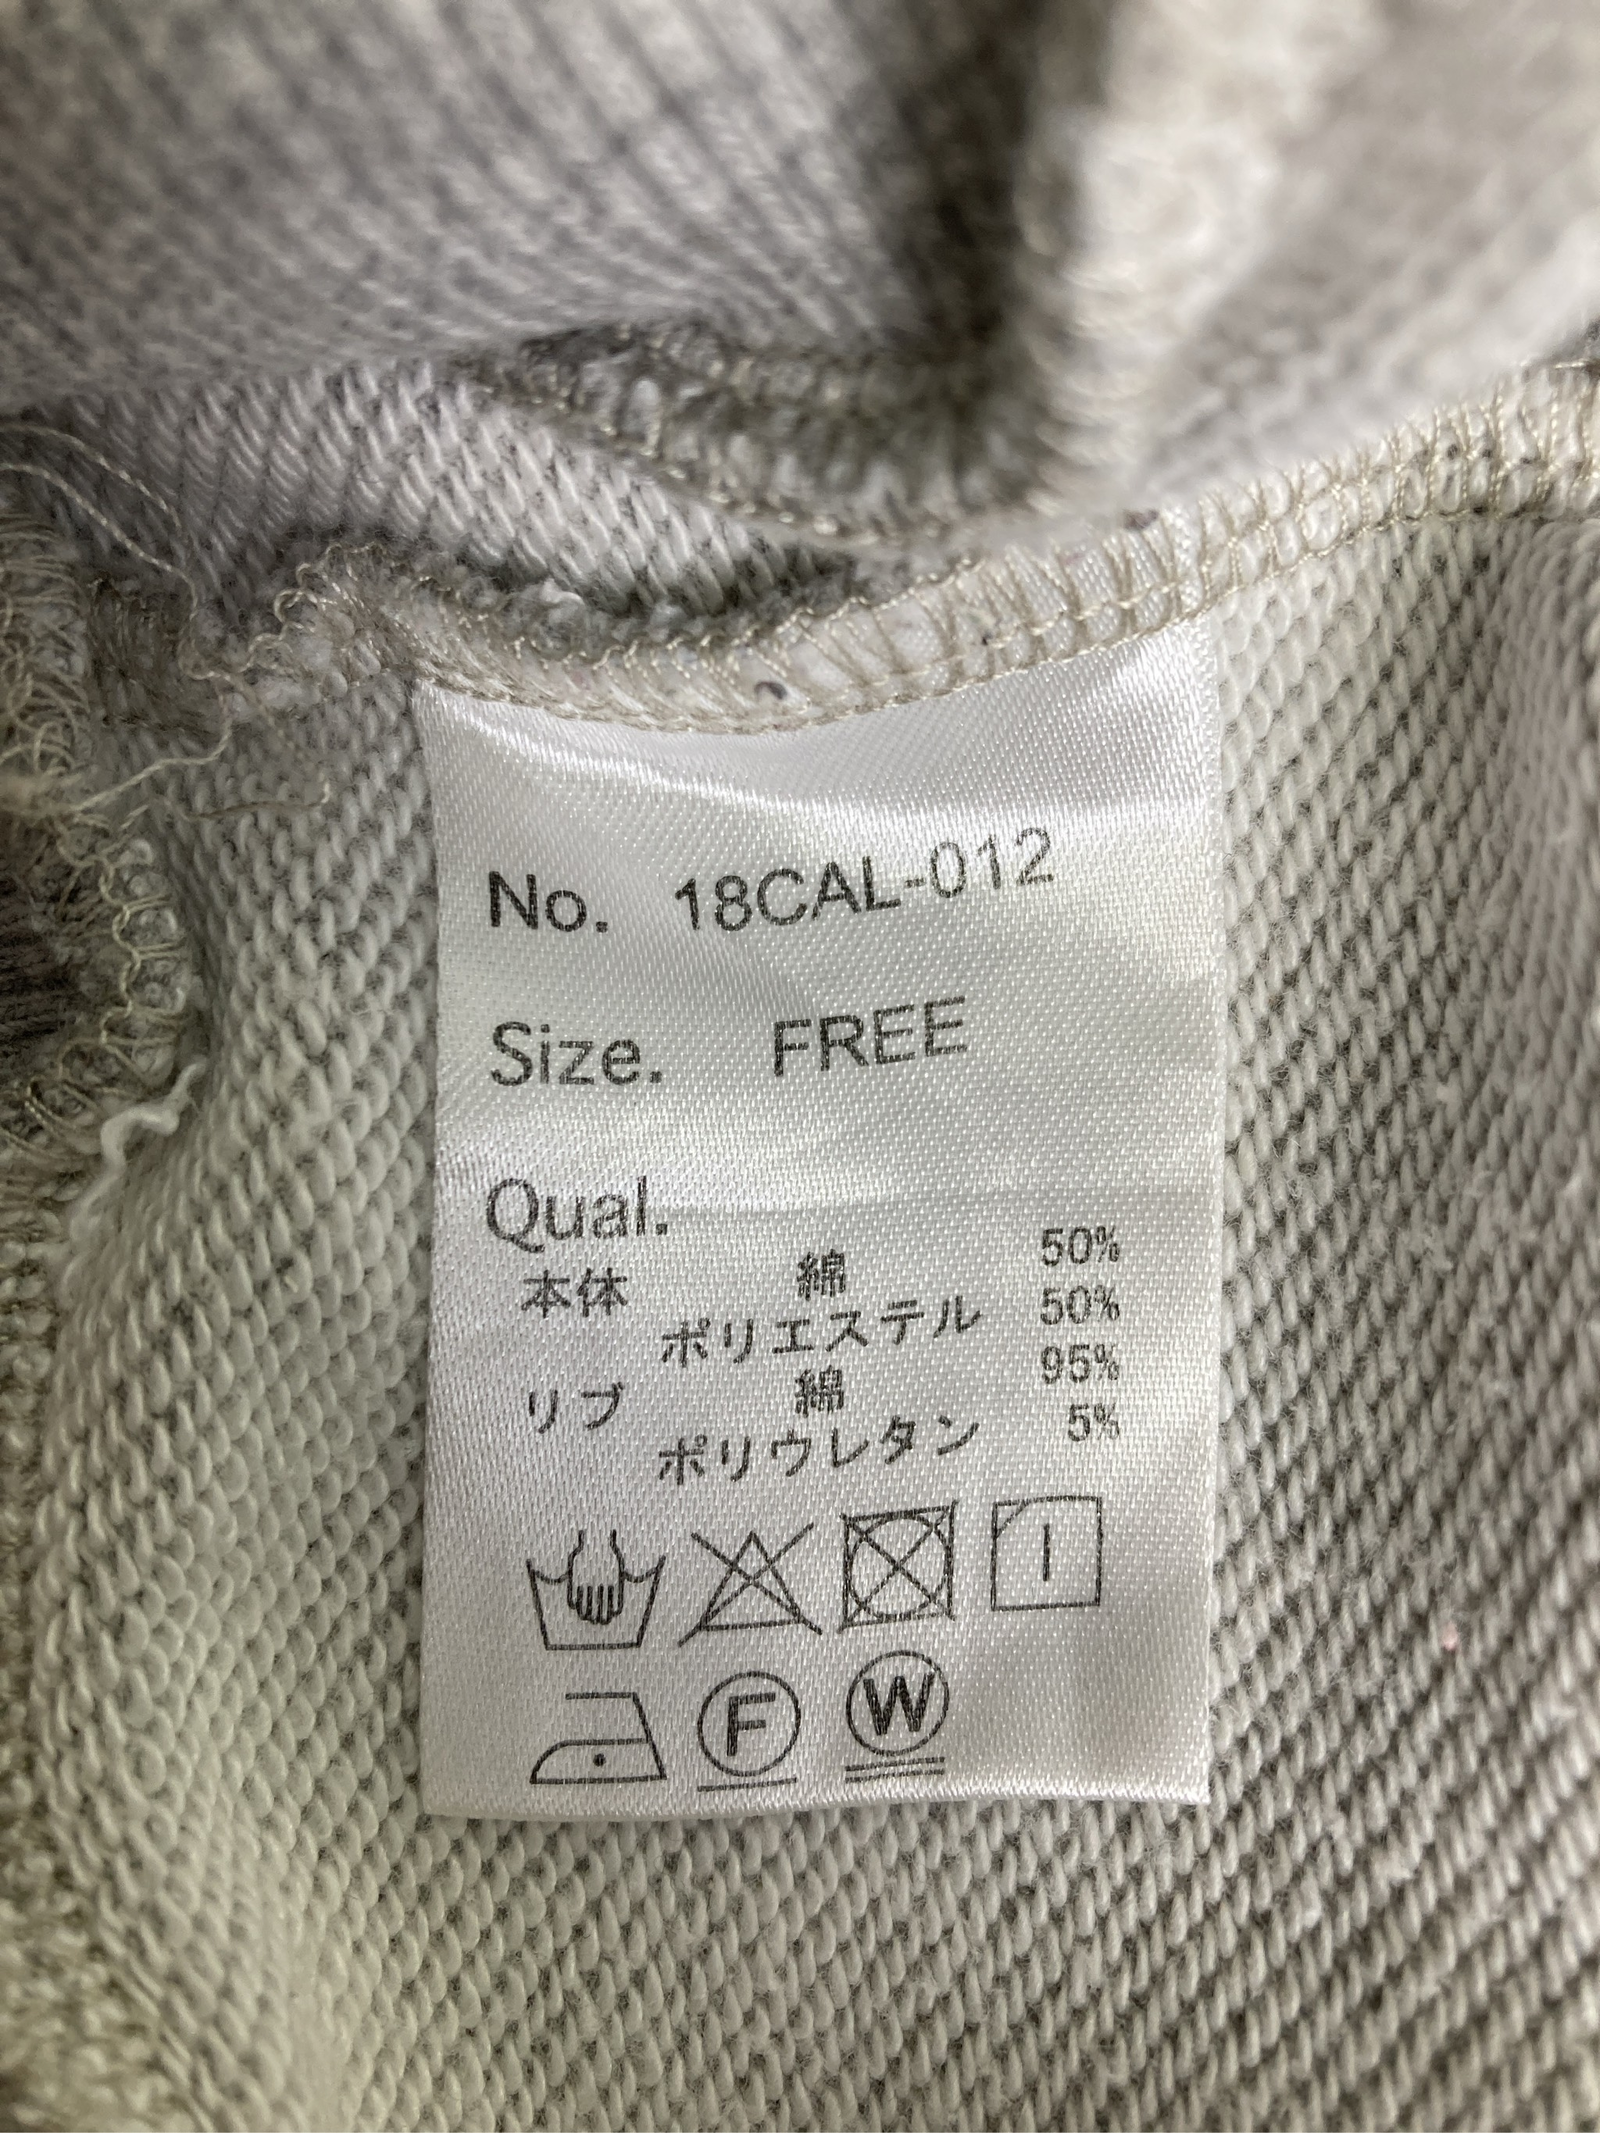 No. 18CAL-012
Size. FREE
Qual.
本体 綿 50%
ポリエステル 50%
リブ 綿 95%
ポリウレタン 5%
F W